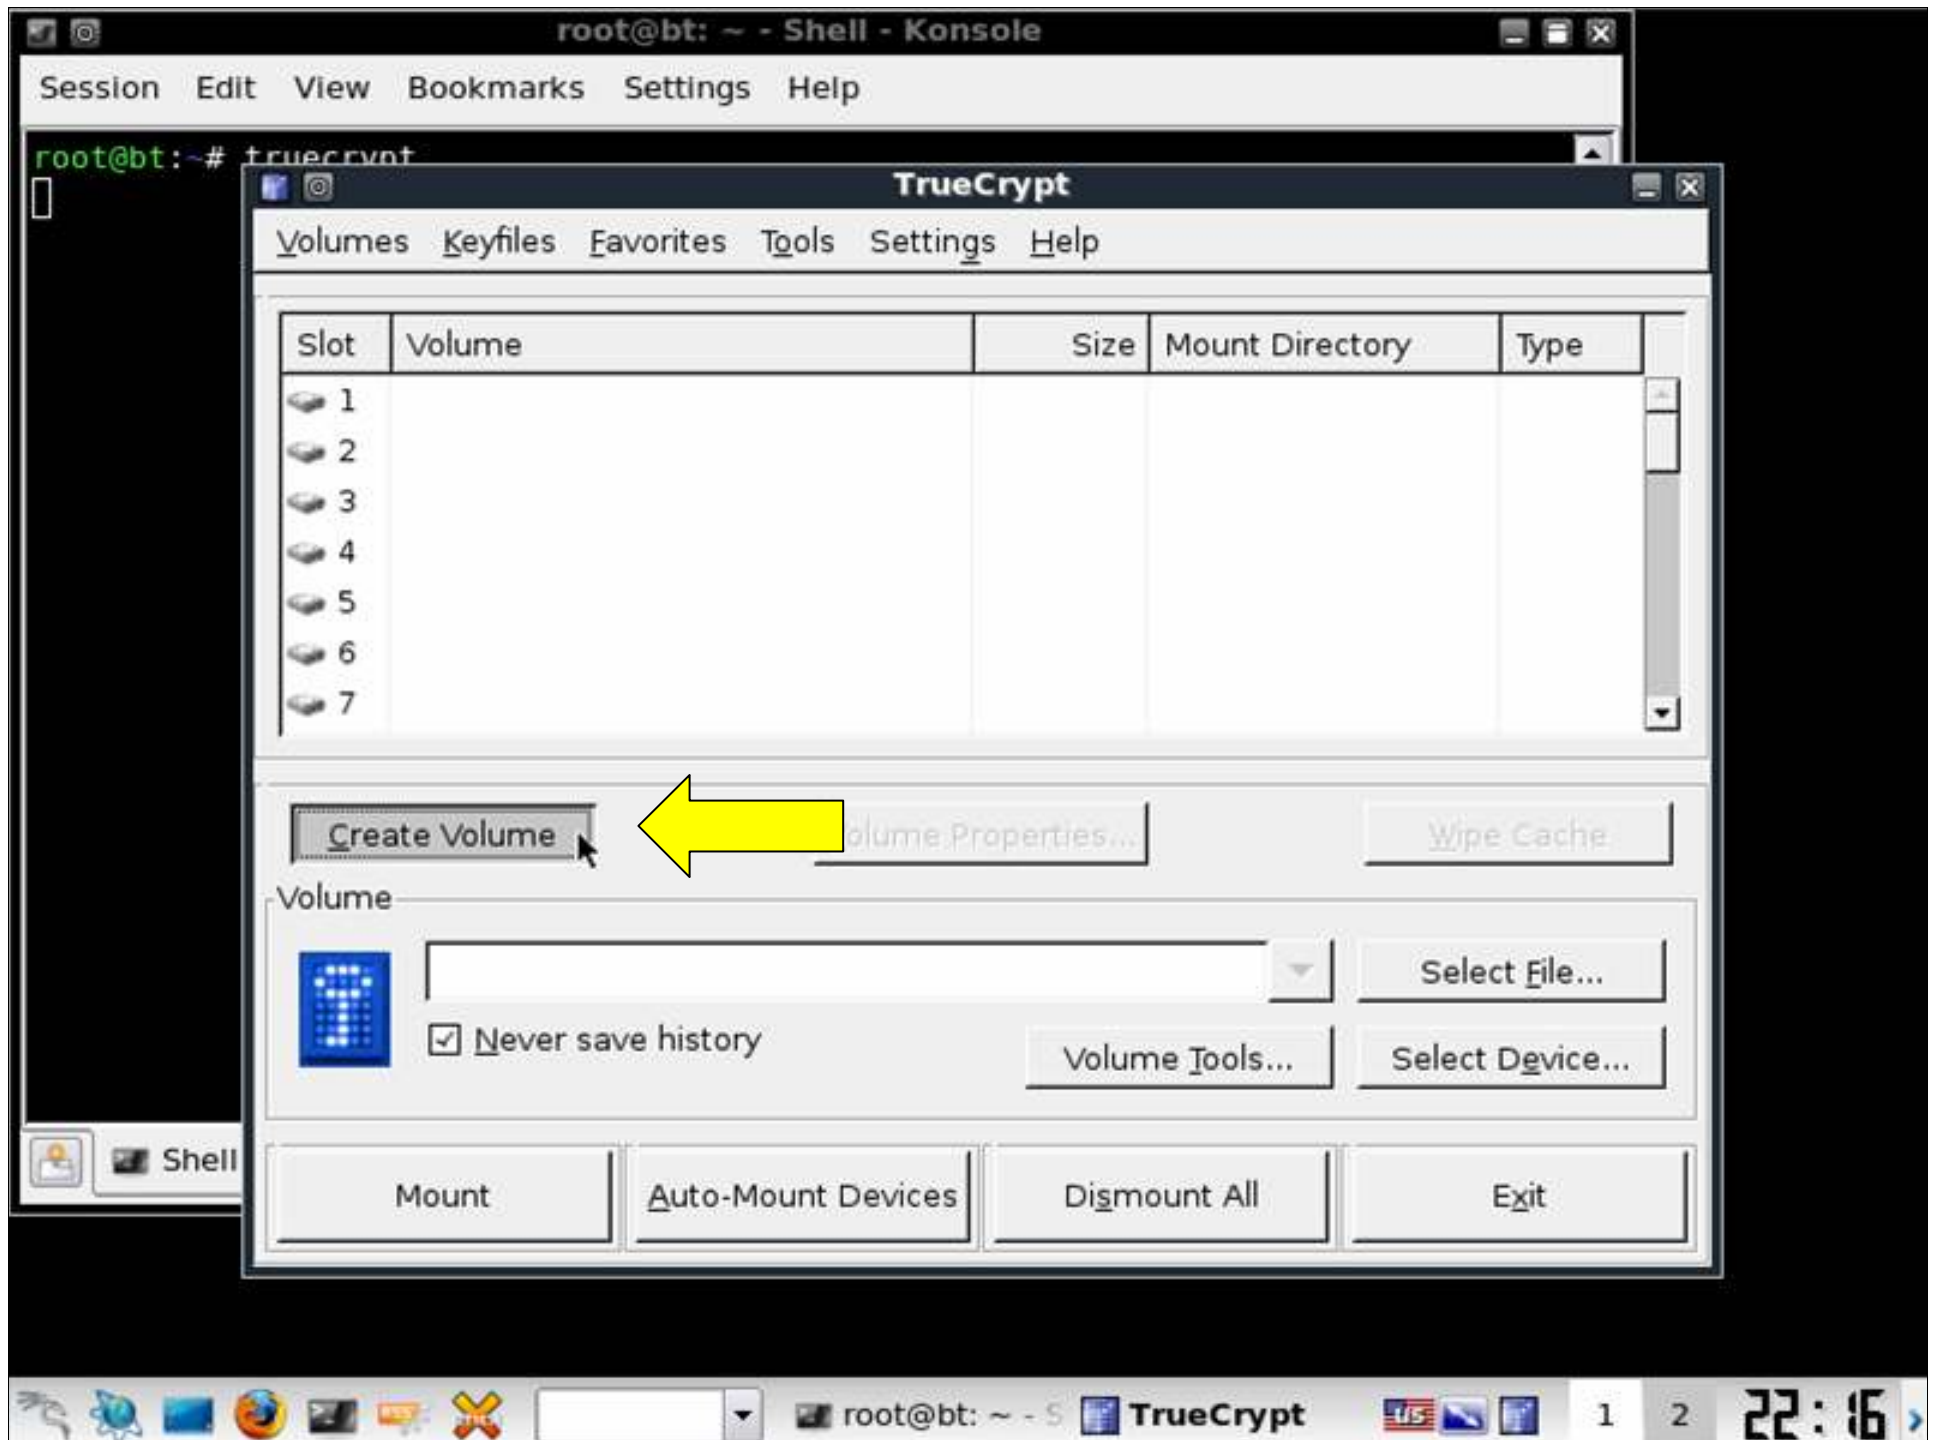 root@bt: ~ - Shell - Konsole
Session Edit View Bookmarks Settings Help
root@bt:~# truecrypt
TrueCrypt
Volumes Keyfiles Favorites Tools Settings Help
Slot Volume Size Mount Directory Type
1
2
3
4
5
6
7
Create Volume olume Properties... Wipe Cache
Volume
Select File...
Never save history
Volume Tools... Select Device...
Shell
Mount Auto-Mount Devices Dismount All Exit
root@bt: ~ - S TrueCrypt US 1 2 22:16